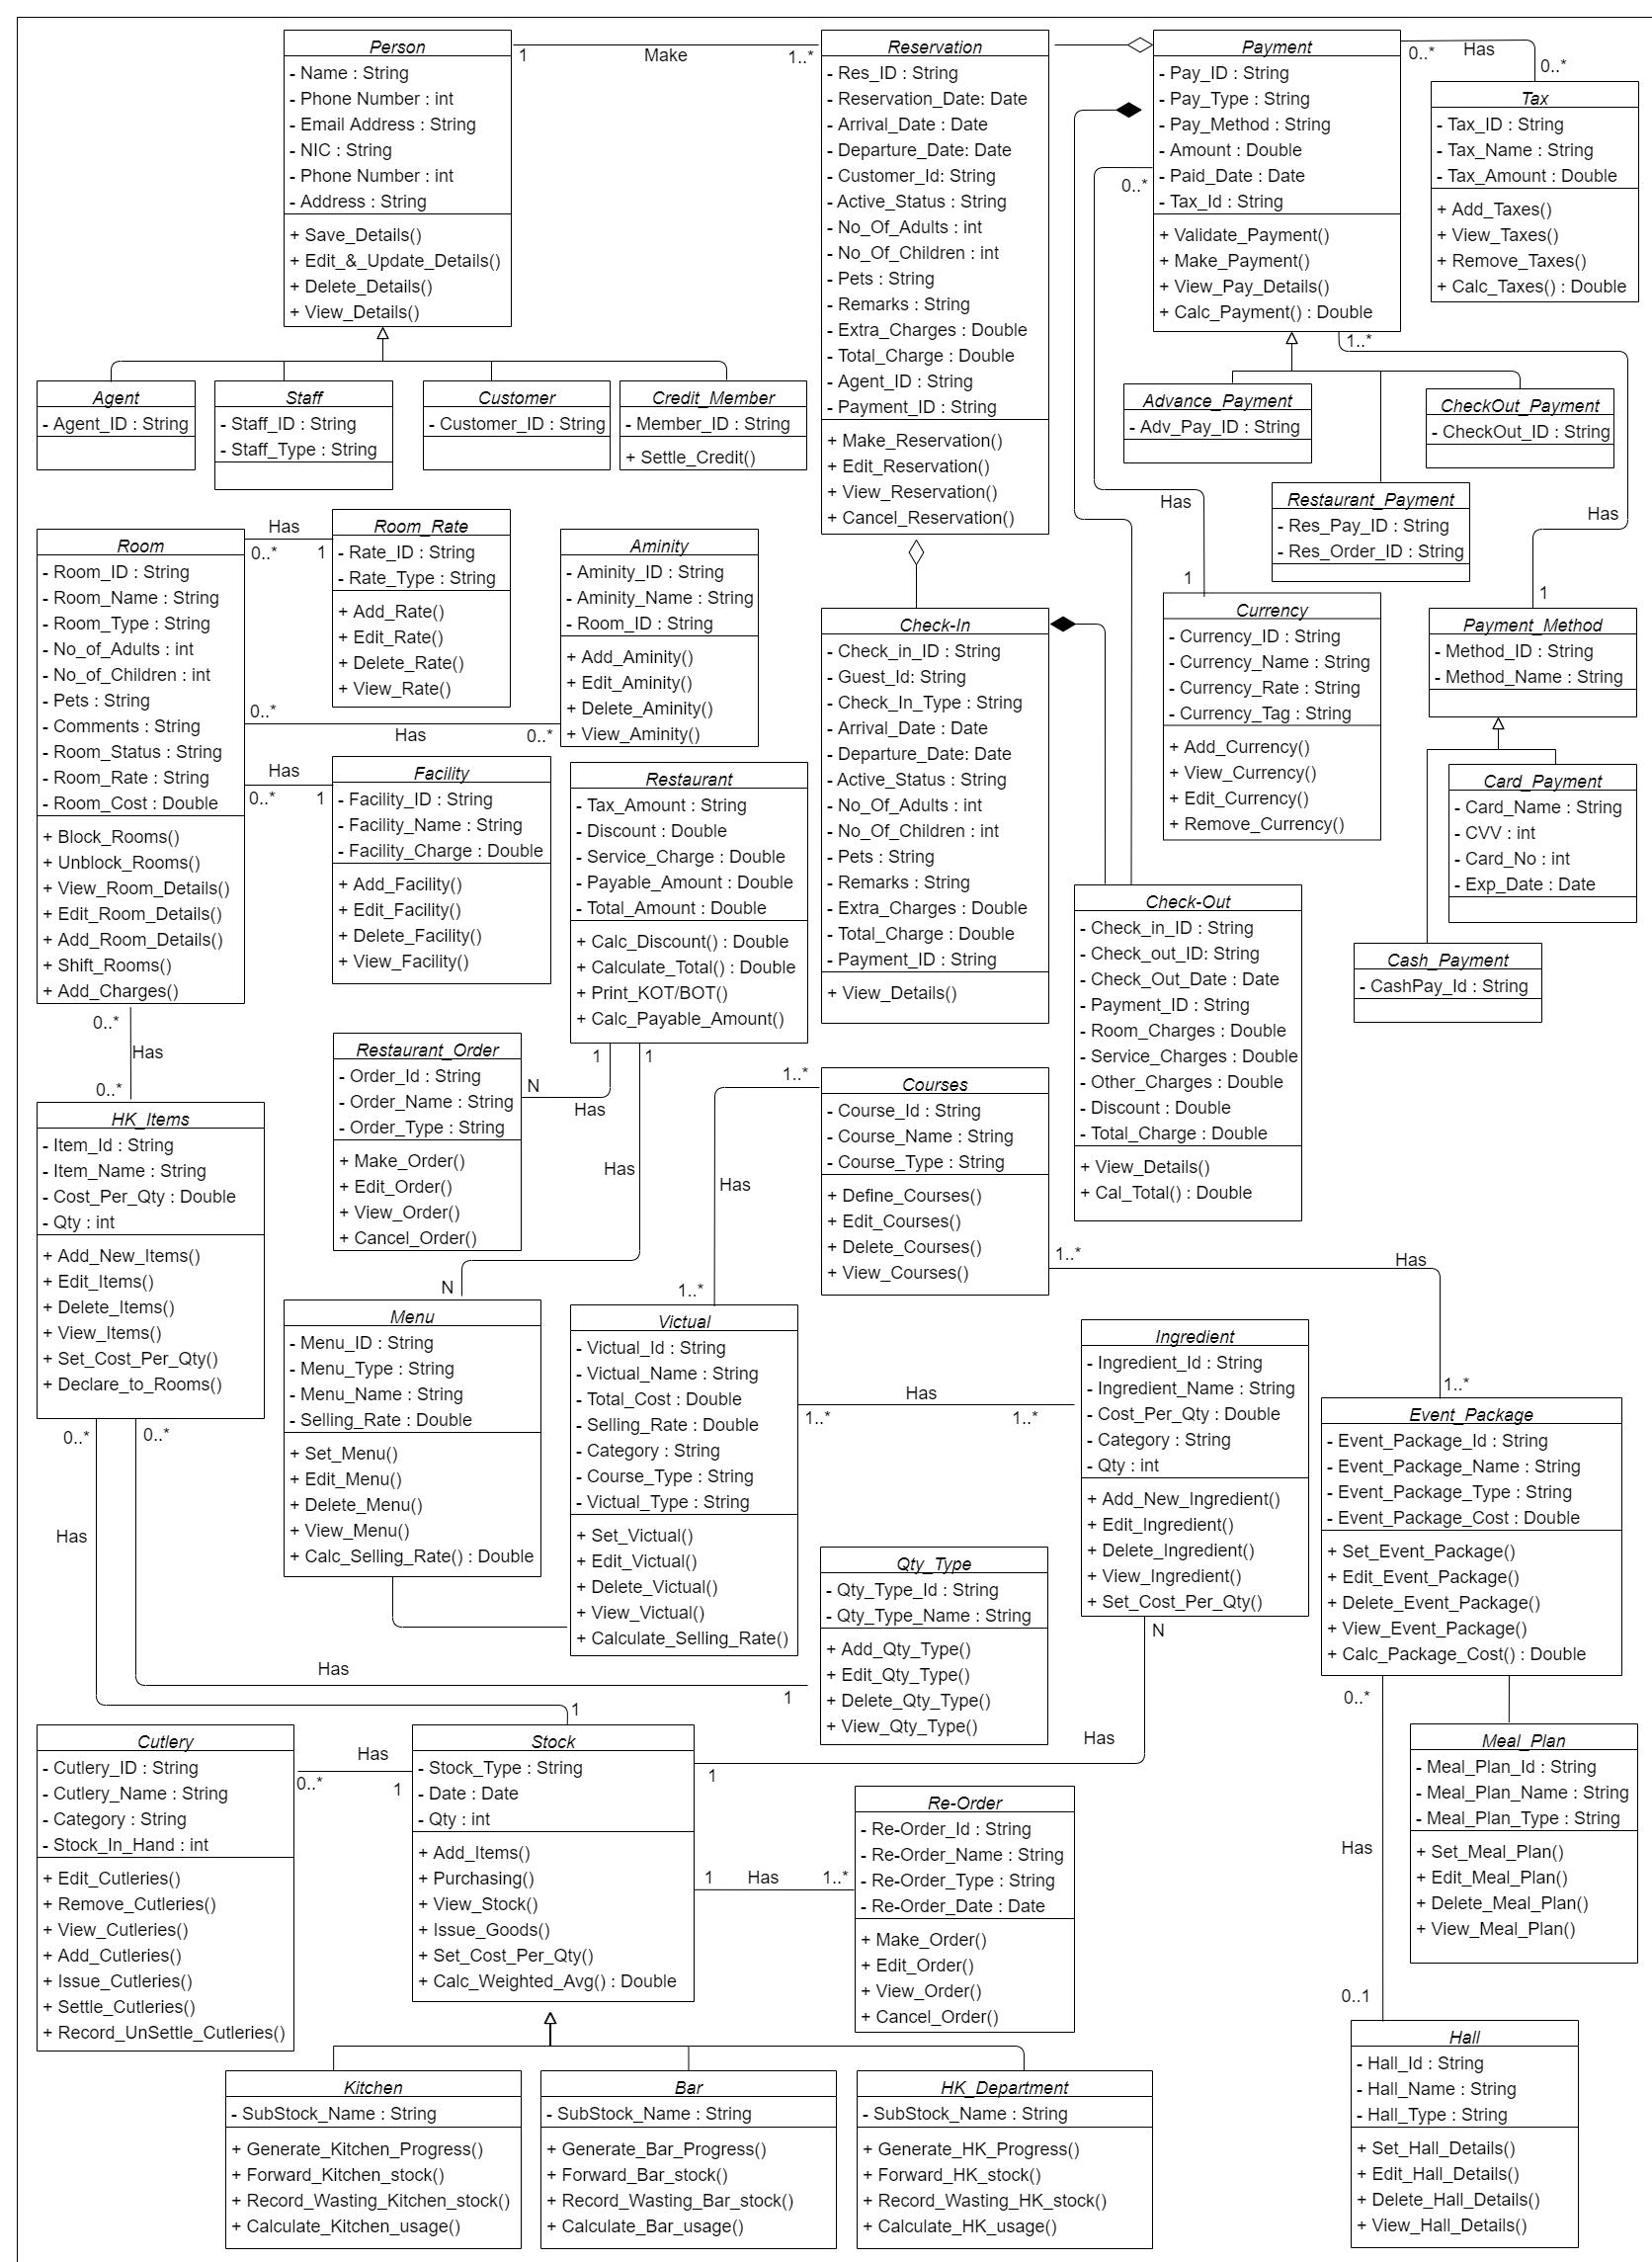 Person
- Name : String
- Phone Number : int
- Email Address : String
- NIC : String
- Phone Number : int
- Address : String
+ Save_Details()
+ Edit_&_Update_Details()
+ Delete_Details()
+ View_Details()
1
Make
1..*
Reservation
- Res_ID : String
- Reservation_Date: Date
- Arrival_Date : Date
- Departure_Date: Date
- Customer_Id: String
- Active_Status : String
- No_Of_Adults : int
- No_Of_Children : int
- Pets : String
- Remarks : String
- Extra_Charges : Double
- Total_Charge : Double
- Agent_ID : String
- Payment_ID : String
+ Make_Reservation()
+ Edit_Reservation()
+ View_Reservation()
+ Cancel_Reservation()
Payment
- Pay_ID : String
- Pay_Type : String
- Pay_Method : String
- Amount : Double
- Paid_Date : Date
- Tax_Id : String
+ Validate_Payment()
+ Make_Payment()
+ View_Pay_Details()
+ Calc_Payment() : Double
0..*
Has
0..*
Tax
- Tax_ID : String
- Tax_Name : String
- Tax_Amount : Double
+ Add_Taxes()
+ View_Taxes()
+ Remove_Taxes()
+ Calc_Taxes() : Double
0..*
1..*
Agent
- Agent_ID : String
Staff
- Staff_ID : String
- Staff_Type : String
Customer
- Customer_ID : String
Credit_Member
- Member_ID : String
+ Settle_Credit()
Advance_Payment
- Adv_Pay_ID : String
CheckOut_Payment
- CheckOut_ID : String
Restaurant_Payment
- Res_Pay_ID : String
- Res_Order_ID : String
Has
1
Has
1
Room
- Room_ID : String
- Room_Name : String
- Room_Type : String
- No_of_Adults : int
- No_of_Children : int
- Pets : String
- Comments : String
- Room_Status : String
- Room_Rate : String
- Room_Cost : Double
+ Block_Rooms()
+ Unblock_Rooms()
+ View_Room_Details()
+ Edit_Room_Details()
+ Add_Room_Details()
+ Shift_Rooms()
+ Add_Charges()
Has
0..*
1
Room_Rate
- Rate_ID : String
- Rate_Type : String
+ Add_Rate()
+ Edit_Rate()
+ Delete_Rate()
+ View_Rate()
Aminity
- Aminity_ID : String
- Aminity_Name : String
- Room_ID : String
+ Add_Aminity()
+ Edit_Aminity()
+ Delete_Aminity()
+ View_Aminity()
0..*
Has
0..*
Has
0..*
1
Facility
- Facility_ID : String
- Facility_Name : String
- Facility_Charge : Double
+ Add_Facility()
+ Edit_Facility()
+ Delete_Facility()
+ View_Facility()
Restaurant
- Tax_Amount : String
- Discount : Double
- Service_Charge : Double
- Payable_Amount : Double
- Total_Amount : Double
+ Calc_Discount() : Double
+ Calculate_Total() : Double
+ Print_KOT/BOT()
+ Calc_Payable_Amount()
Check-In
- Check_in_ID : String
- Guest_Id: String
- Check_In_Type : String
- Arrival_Date : Date
- Departure_Date: Date
- Active_Status : String
- No_Of_Adults : int
- No_Of_Children : int
- Pets : String
- Remarks : String
- Extra_Charges : Double
- Total_Charge : Double
- Payment_ID : String
+ View_Details()
Currency
- Currency_ID : String
- Currency_Name : String
- Currency_Rate : String
- Currency_Tag : String
+ Add_Currency()
+ View_Currency()
+ Edit_Currency()
+ Remove_Currency()
Payment_Method
- Method_ID : String
- Method_Name : String
Card_Payment
- Card_Name : String
- CVV : int
- Card_No : int
- Exp_Date : Date
Cash_Payment
- CashPay_Id : String
Check-Out
- Check_in_ID : String
- Check_out_ID: String
- Check_Out_Date : Date
- Payment_ID : String
- Room_Charges : Double
- Service_Charges : Double
- Other_Charges : Double
- Discount : Double
- Total_Charge : Double
+ View_Details()
+ Cal_Total() : Double
0..*
Has
0..*
HK_Items
- Item_Id : String
- Item_Name : String
- Cost_Per_Qty : Double
- Qty : int
+ Add_New_Items()
+ Edit_Items()
+ Delete_Items()
+ View_Items()
+ Set_Cost_Per_Qty()
+ Declare_to_Rooms()
Restaurant_Order
- Order_Id : String
- Order_Name : String
- Order_Type : String
+ Make_Order()
+ Edit_Order()
+ View_Order()
+ Cancel_Order()
1
N
Has
1
Has
N
1..*
Has
1..*
Courses
- Course_Id : String
- Course_Name : String
- Course_Type : String
+ Define_Courses()
+ Edit_Courses()
+ Delete_Courses()
+ View_Courses()
1..*
Has
1..*
Menu
- Menu_ID : String
- Menu_Type : String
- Menu_Name : String
- Selling_Rate : Double
+ Set_Menu()
+ Edit_Menu()
+ Delete_Menu()
+ View_Menu()
+ Calc_Selling_Rate() : Double
Victual
- Victual_Id : String
- Victual_Name : String
- Total_Cost : Double
- Selling_Rate : Double
- Category : String
- Course_Type : String
- Victual_Type : String
+ Set_Victual()
+ Edit_Victual()
+ Delete_Victual()
+ View_Victual()
+ Calculate_Selling_Rate()
Has
1..*
1..*
Ingredient
- Ingredient_Id : String
- Ingredient_Name : String
- Cost_Per_Qty : Double
- Category : String
- Qty : int
+ Add_New_Ingredient()
+ Edit_Ingredient()
+ Delete_Ingredient()
+ View_Ingredient()
+ Set_Cost_Per_Qty()
Event_Package
- Event_Package_Id : String
- Event_Package_Name : String
- Event_Package_Type : String
- Event_Package_Cost : Double
+ Set_Event_Package()
+ Edit_Event_Package()
+ Delete_Event_Package()
+ View_Event_Package()
+ Calc_Package_Cost() : Double
0..*
0..*
Has
Has
1
1
Qty_Type
- Qty_Type_Id : String
- Qty_Type_Name : String
+ Add_Qty_Type()
+ Edit_Qty_Type()
+ Delete_Qty_Type()
+ View_Qty_Type()
N
Has
1
0..*
Has
0..1
Cutlery
- Cutlery_ID : String
- Cutlery_Name : String
- Category : String
- Stock_In_Hand : int
+ Edit_Cutleries()
+ Remove_Cutleries()
+ View_Cutleries()
+ Add_Cutleries()
+ Issue_Cutleries()
+ Settle_Cutleries()
+ Record_UnSettle_Cutleries()
Has
0..*
1
Stock
- Stock_Type : String
- Date : Date
- Qty : int
+ Add_Items()
+ Purchasing()
+ View_Stock()
+ Issue_Goods()
+ Set_Cost_Per_Qty()
+ Calc_Weighted_Avg() : Double
1
Has
1..*
Re-Order
- Re-Order_Id : String
- Re-Order_Name : String
- Re-Order_Type : String
- Re-Order_Date : Date
+ Make_Order()
+ Edit_Order()
+ View_Order()
+ Cancel_Order()
Meal_Plan
- Meal_Plan_Id : String
- Meal_Plan_Name : String
- Meal_Plan_Type : String
+ Set_Meal_Plan()
+ Edit_Meal_Plan()
+ Delete_Meal_Plan()
+ View_Meal_Plan()
Kitchen
- SubStock_Name : String
+ Generate_Kitchen_Progress()
+ Forward_Kitchen_stock()
+ Record_Wasting_Kitchen_stock()
+ Calculate_Kitchen_usage()
Bar
- SubStock_Name : String
+ Generate_Bar_Progress()
+ Forward_Bar_stock()
+ Record_Wasting_Bar_stock()
+ Calculate_Bar_usage()
HK_Department
- SubStock_Name : String
+ Generate_HK_Progress()
+ Forward_HK_stock()
+ Record_Wasting_HK_stock()
+ Calculate_HK_usage()
Hall
- Hall_Id : String
- Hall_Name : String
- Hall_Type : String
+ Set_Hall_Details()
+ Edit_Hall_Details()
+ Delete_Hall_Details()
+ View_Hall_Details()